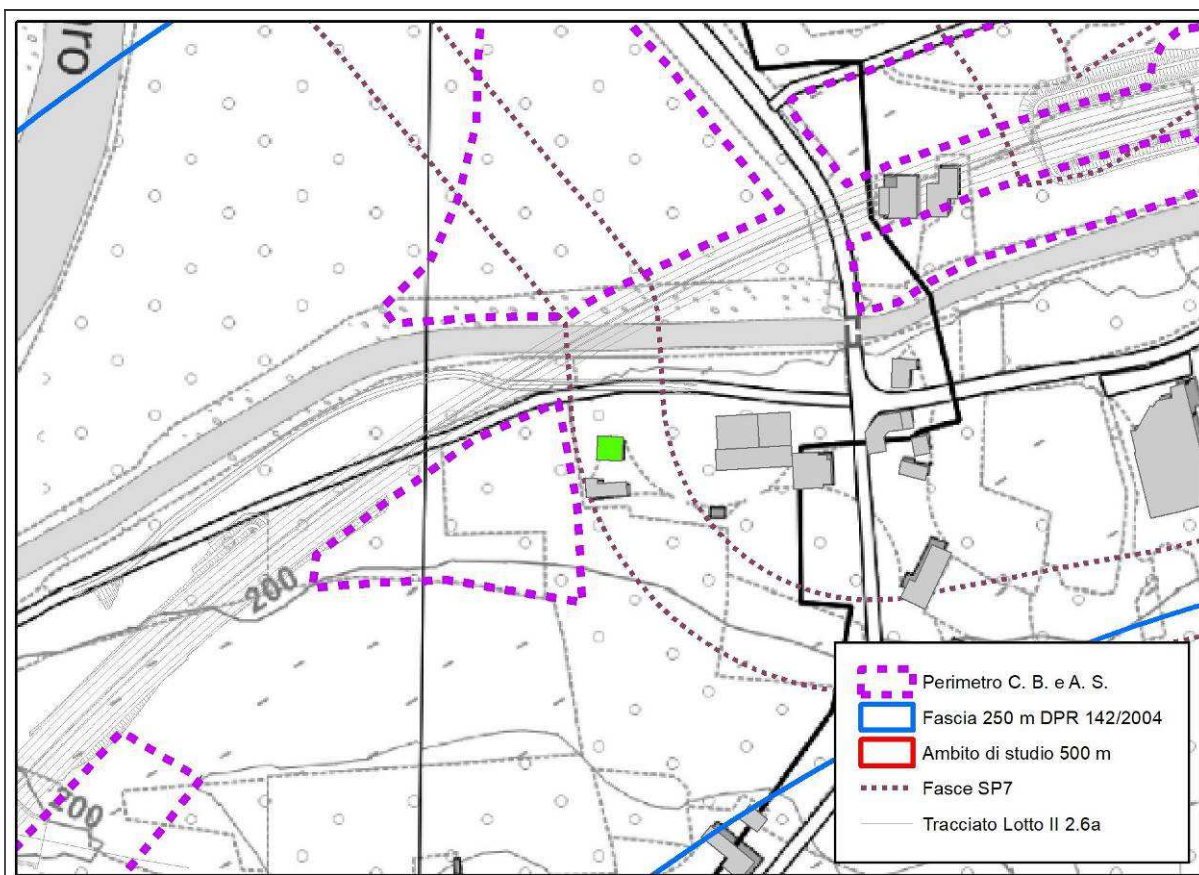 200
200
Perimetro C. B. e A. S.
Fascia 250 m DPR 142/2004
Ambito di studio 500 m
Fasce SP7
Tracciato Lotto II 2.6a